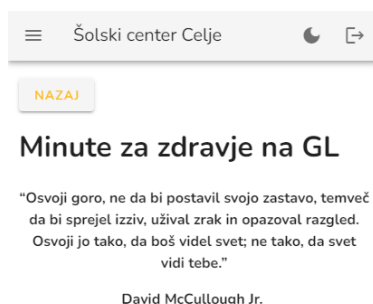 Šolski center Celje
NAZAJ
Minute za zdravje na GL
“Osvoji goro, ne da bi postavil svojo zastavo, temveč
da bi sprejel izziv, užival zrak in opazoval razgled.
Osvoji jo tako, da boš videl svet; ne tako, da svet
vidi tebe.”
David McCullough Jr.